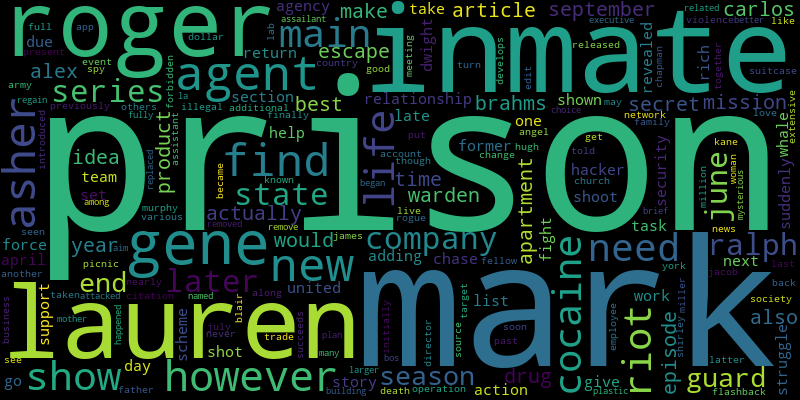 roger
main
make
take
article
september
carlos
full
app
assailant
lab
agency
dollar
executive
related
violencebetter
like
due
alex
series
agent
inmate
escape
return
dwight
released
revealed
rich
event
spy
country
meeting
good
turn
develops
edit
chapman
picnic
suitcase
together
present
army
regain
previously
others
fully
la
illegal
forbidden
section
additional
best
relationship
brahms
shown
secret
mission
asher
introduced
idea
team
set
among
product
assistant
replaced
find
help
finally
late
former
one
angel
hugh
may
network
family
love
whale
extensive
choice
get
told
hacker
church
shoot
security
kane
woman
mysterious
june
suddenly
prison
life
time
warden
account
though
change
apartment
murphy
various
became
known
state
actually
removed
remove
began
live
rogue
james
put
fight
task
million
brief
news
seen
another
force
april
year
aim
gene
new
would
company
adding
chase
fellow
need
ralph
york
jacob
next
last
back
society
picnic
attacked
taken
end
nearly
citation
later
along
united
list
work
also
business
mother
happened
support
lauren
named
scheme
blair
july
never
trade
shot
many
plan
initially
target
source
soon
past
mark
cocaine
riot
episode
shirley
miller
employee
see
go
show
day
father
however
succeeds
larger
building
story
bos
death
season
operation
director
drug
action
give
plastic
guard
latter
flashback
struggle